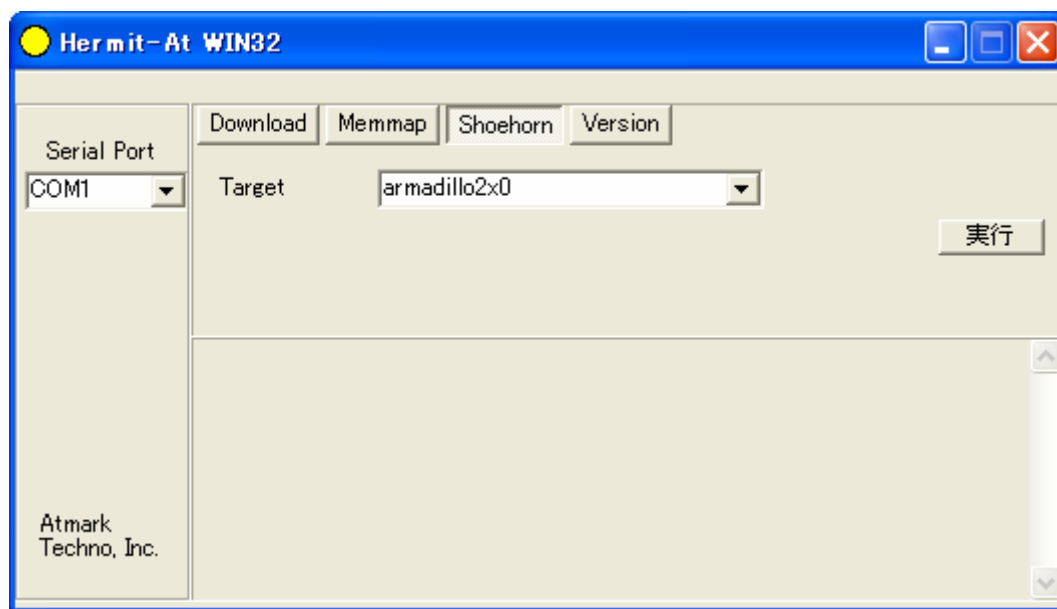 Hermit-At WIN32
Serial Port
COM1
Download Memmap Shoehorn Version
Target armadillo2x0
実行
Atmark
Techno, Inc.